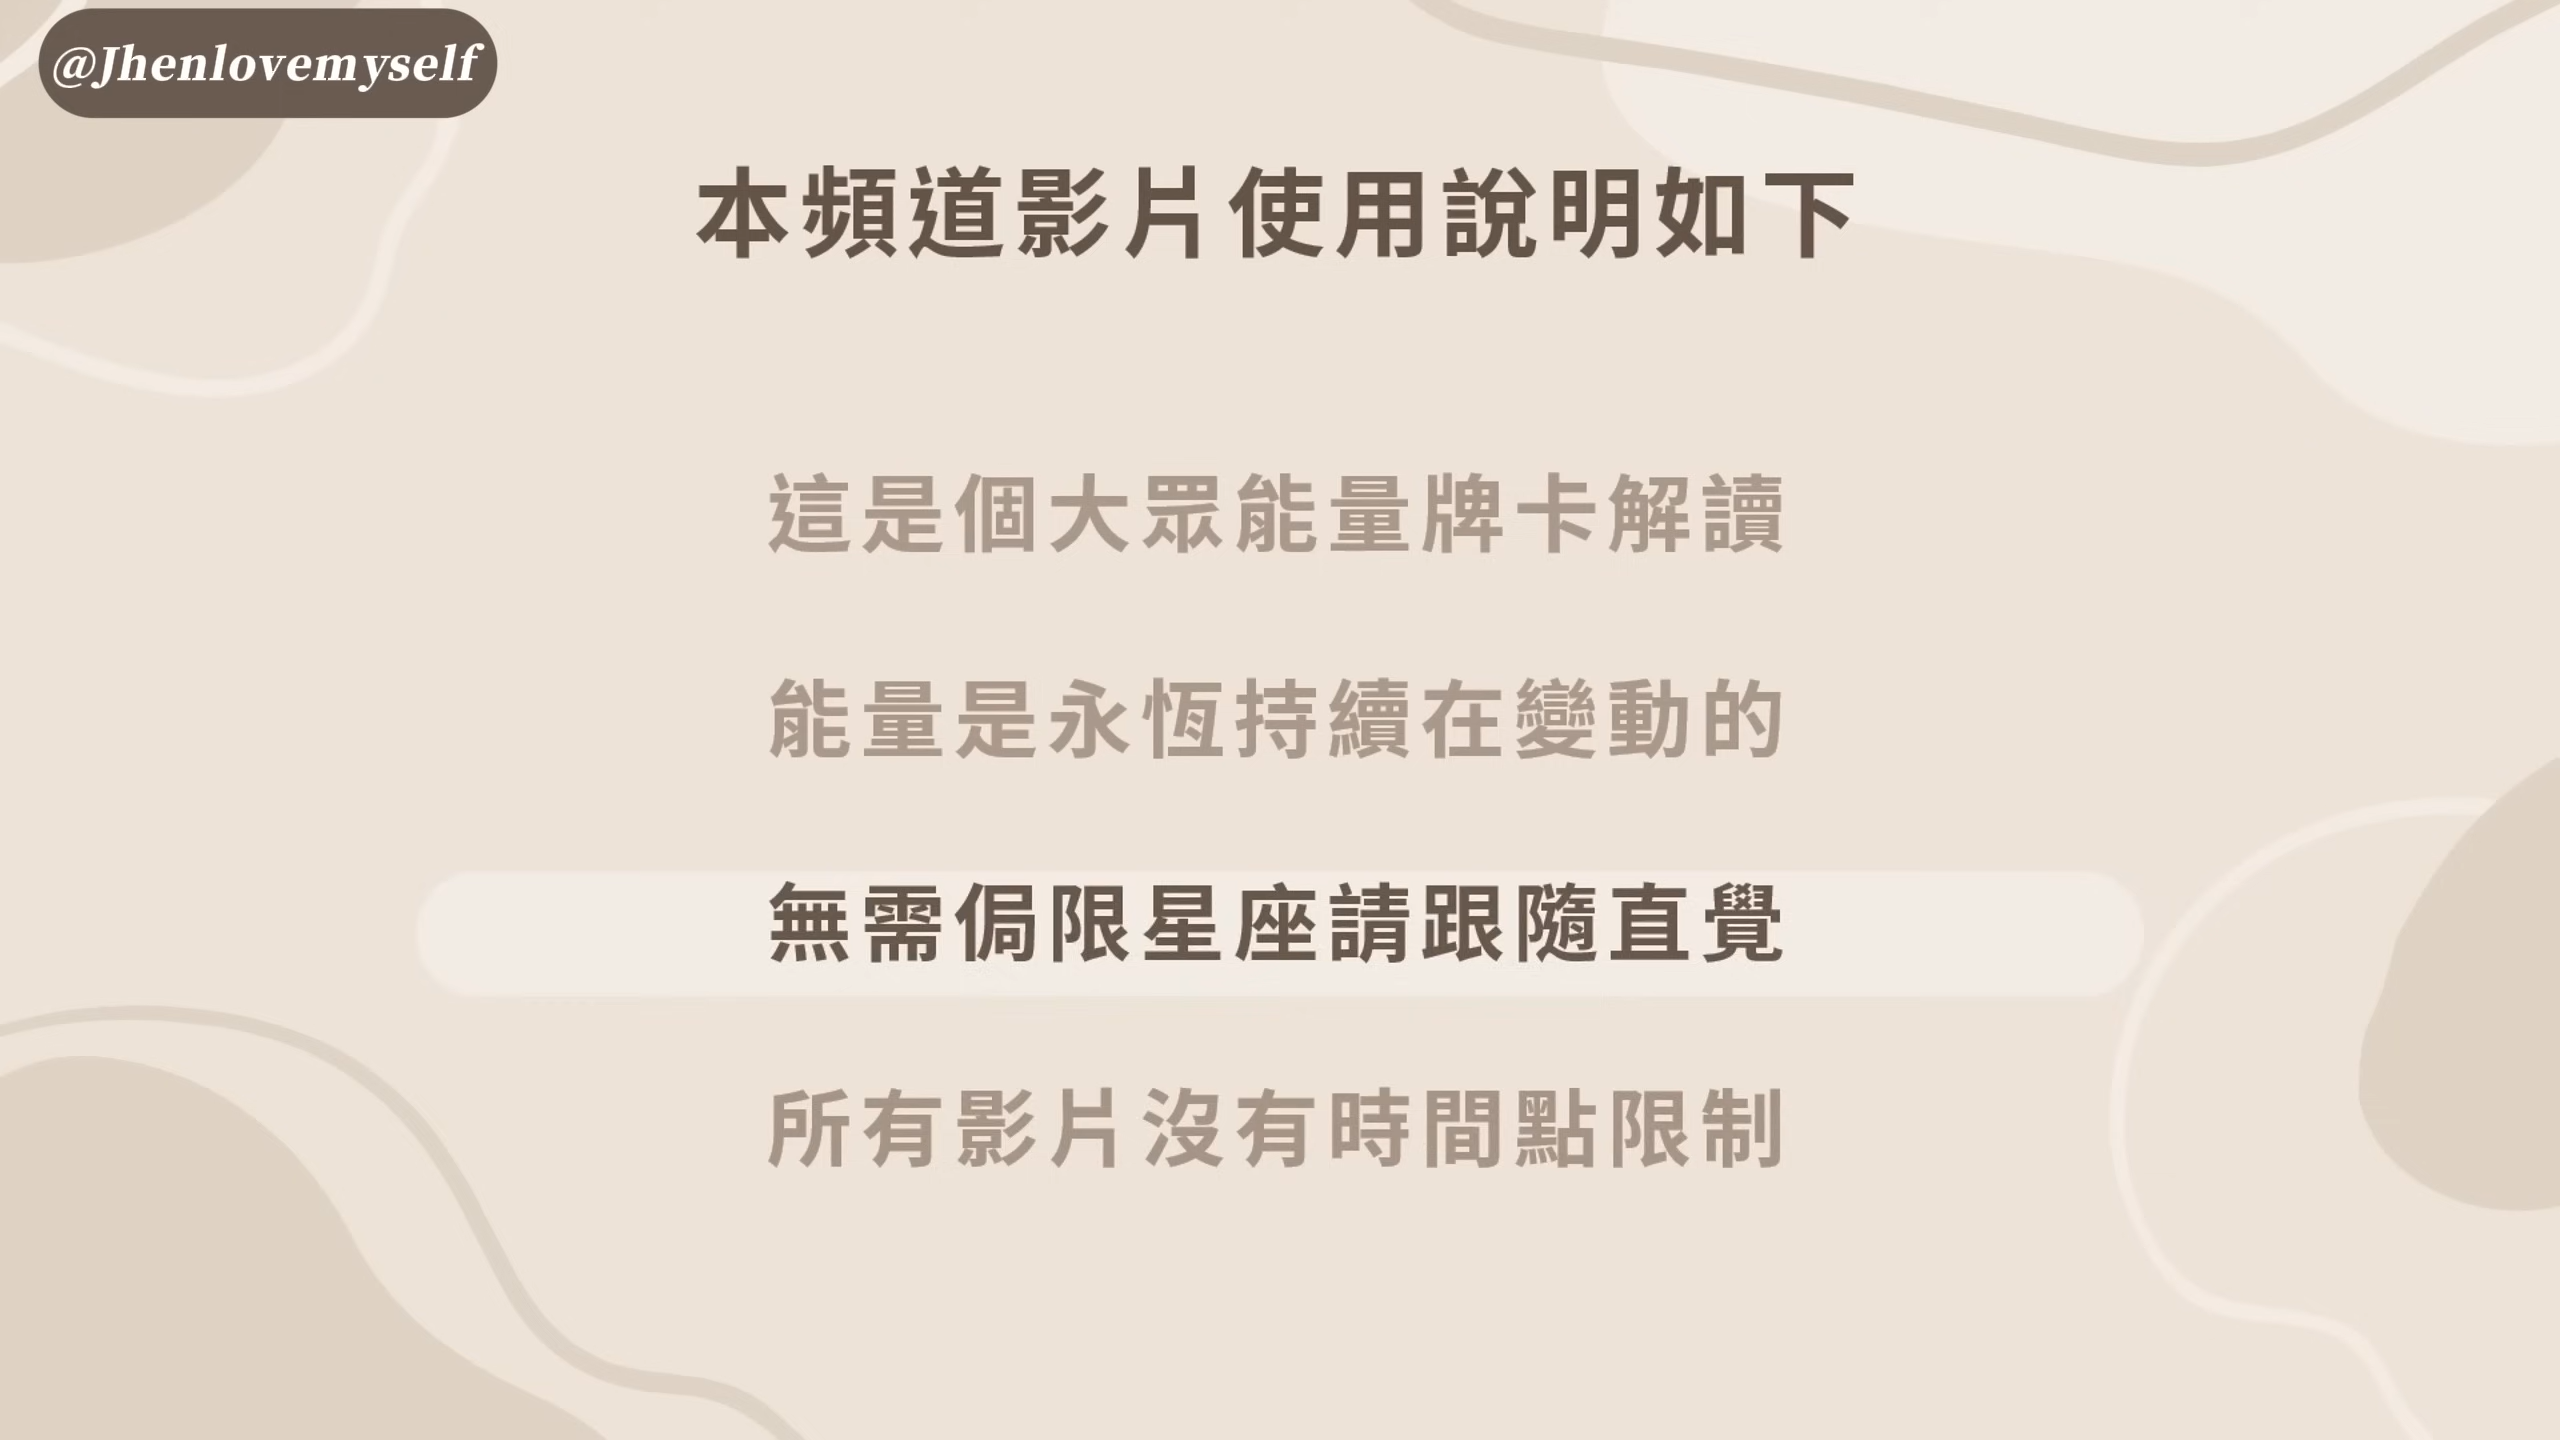 @Jhenlovemyself
本頻道影片使用說明如下
這是個大眾能量牌卡解讀
能量是永恆持續在變動的
無需侷限星座請跟隨直覺
所有影片沒有時間點限制